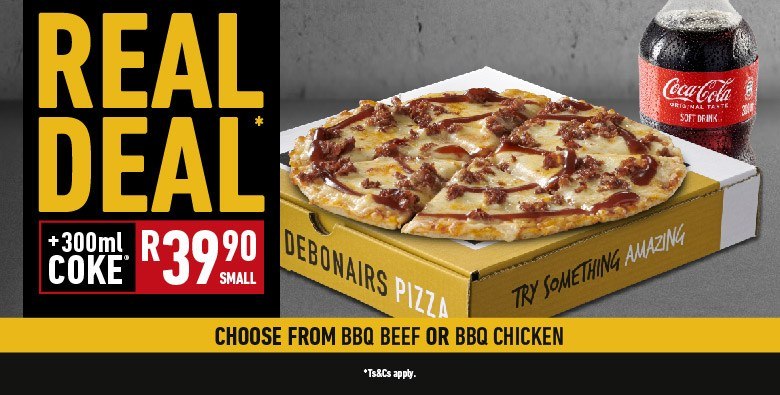 REAL
DEAL*
+300ml
COKE®
R39.90
SMALL
Coca-Cola
ORIGINAL TASTE
SOFT DRINK
DEBONAIRS PIZZA
TRY SOMETHING AMAZING
CHOOSE FROM BBQ BEEF OR BBQ CHICKEN
*Ts&Cs apply.